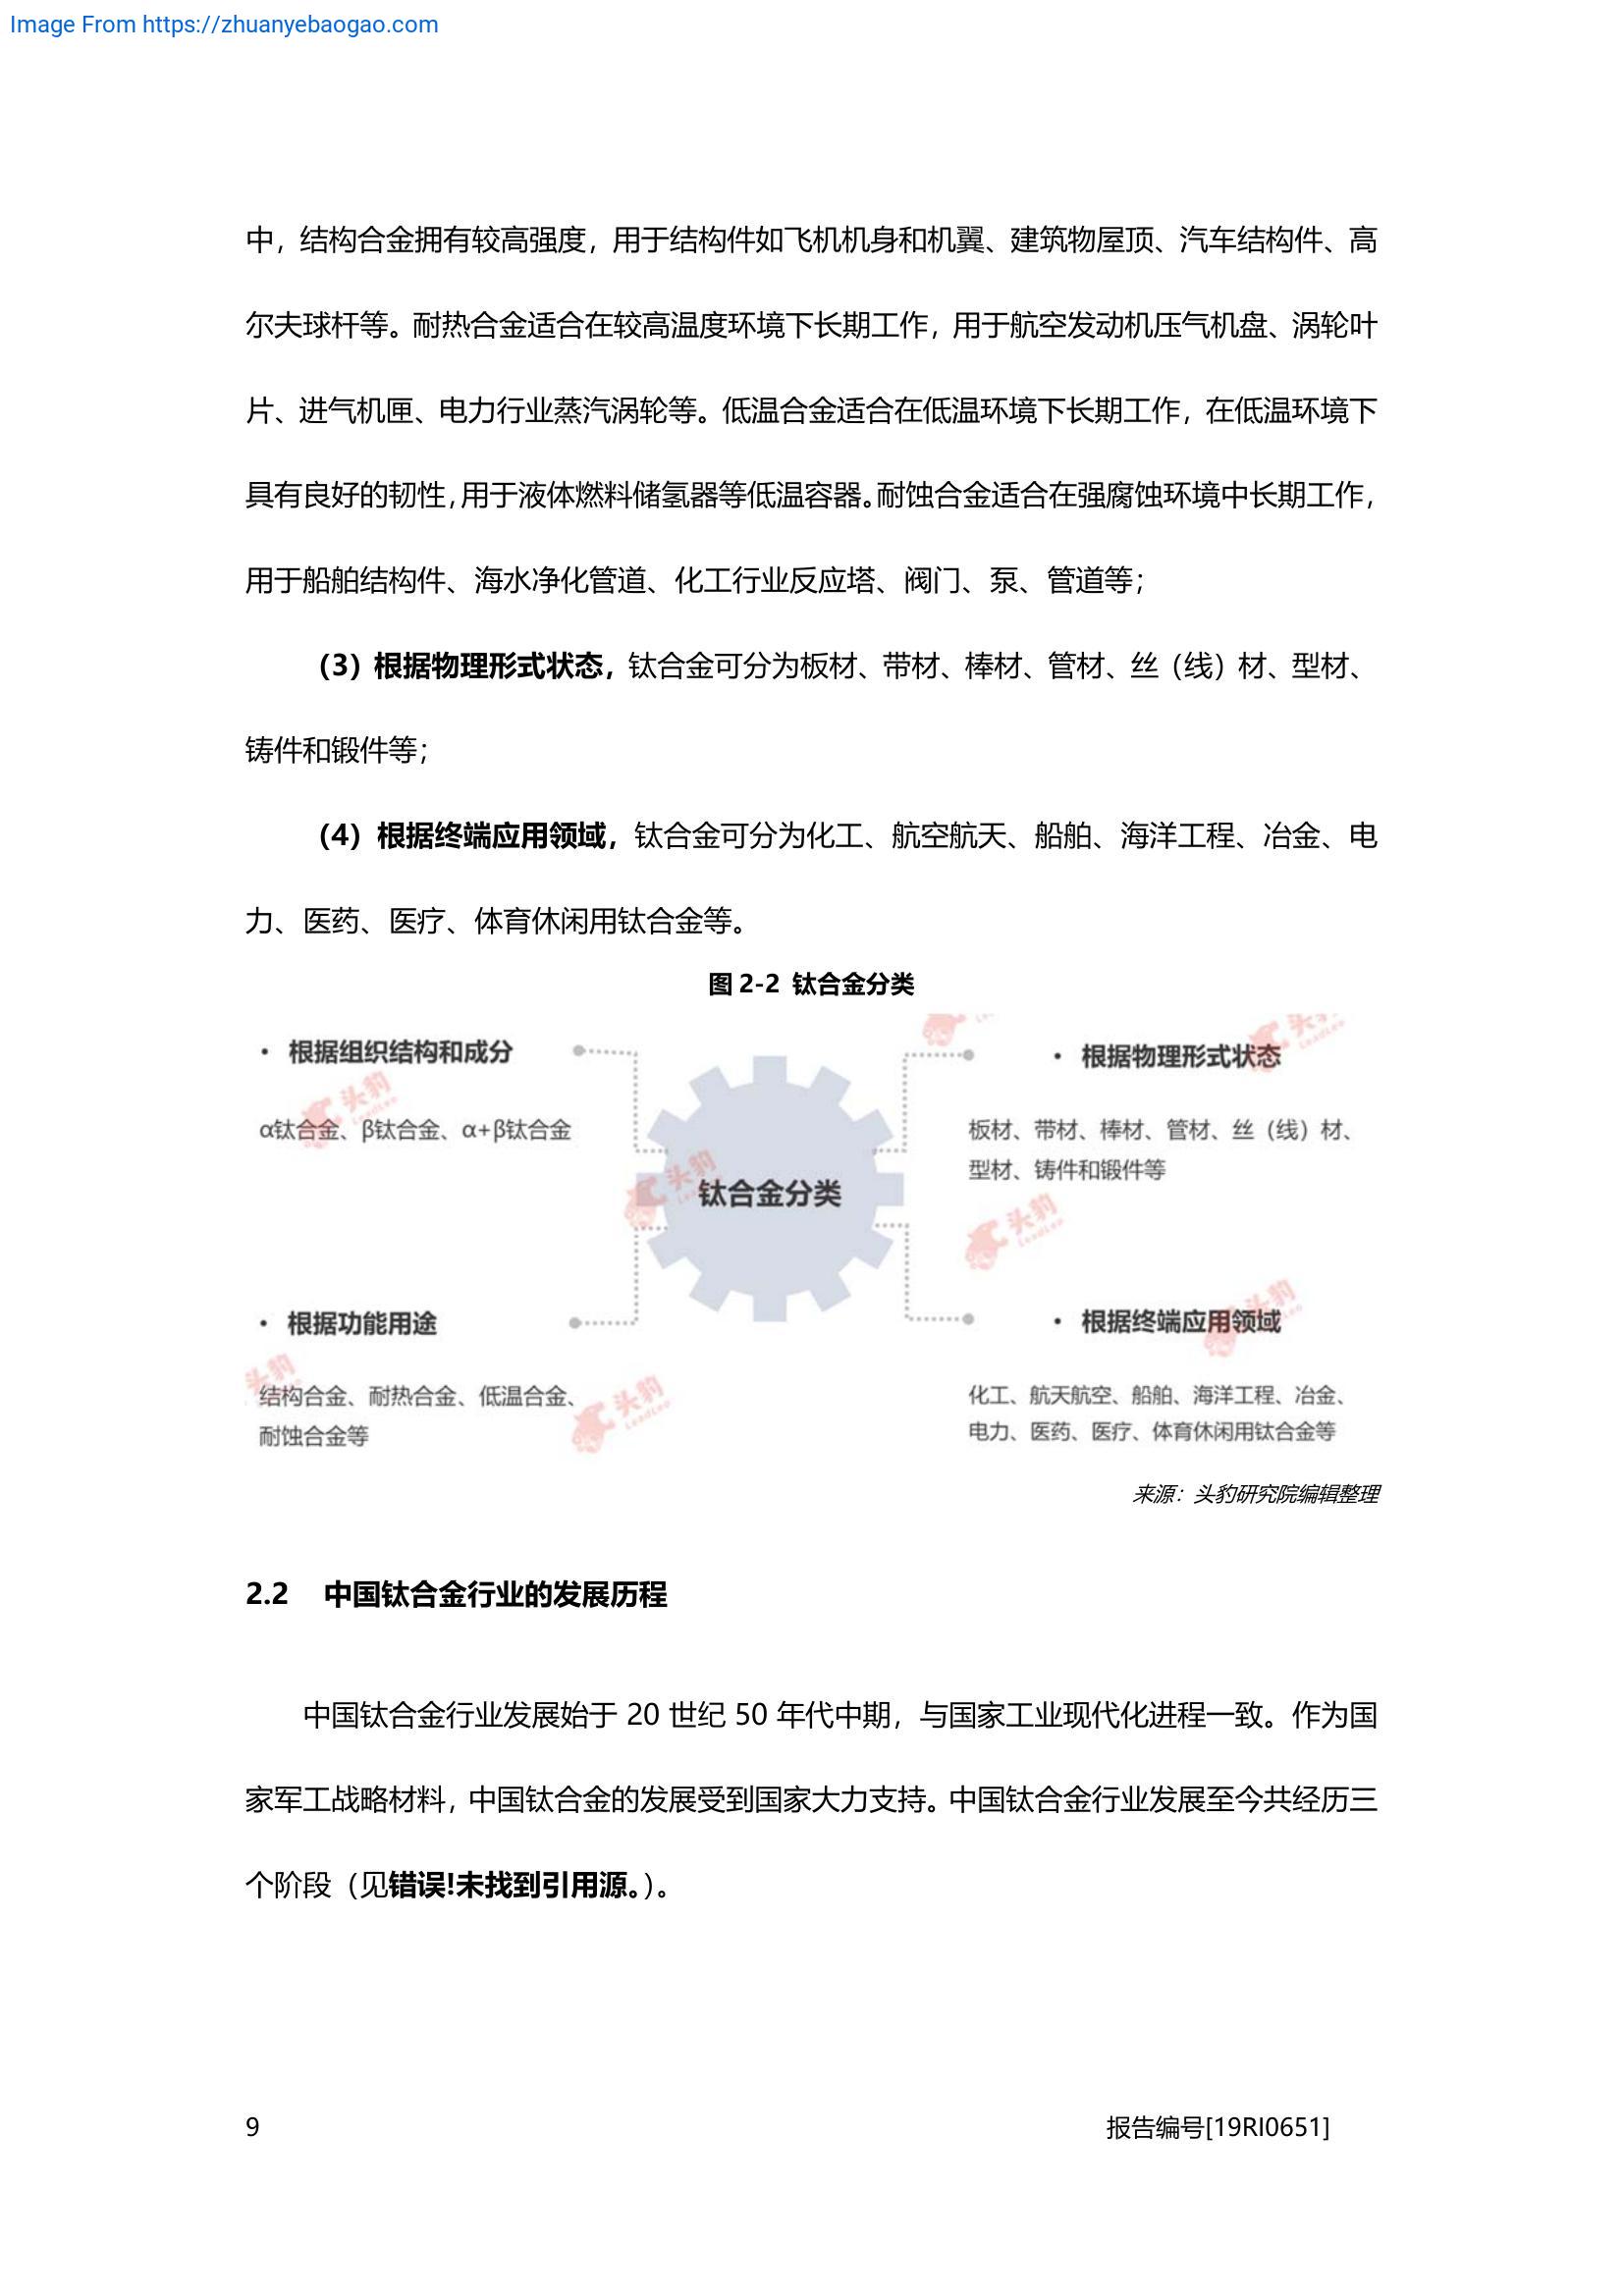 Image From https://zhuanyebaogao.com
中，结构合金拥有较高强度，用于结构件如飞机机身和机翼、建筑物屋顶、汽车结构件、高
尔夫球杆等。耐热合金适合在较高温度环境下长期工作，用于航空发动机压气机盘、涡轮叶
片、进气机匣、电力行业蒸汽涡轮等。低温合金适合在低温环境下长期工作，在低温环境下
具有良好的韧性，用于液体燃料储氢器等低温容器。耐蚀合金适合在强腐蚀环境中长期工作，
用于船舶结构件、海水净化管道、化工行业反应塔、阀门、泵、管道等；
（3）根据物理形式状态，钛合金可分为板材、带材、棒材、管材、丝（线）材、型材、
铸件和锻件等；
（4）根据终端应用领域，钛合金可分为化工、航空航天、船舶、海洋工程、冶金、电
力、医药、医疗、体育休闲用钛合金等。
图 2-2 钛合金分类
• 根据组织结构和成分
α钛合金、β钛合金、α+β钛合金
• 根据物理形式状态
板材、带材、棒材、管材、丝（线）材、
型材、铸件和锻件等
钛合金分类
• 根据功能用途
结构合金、耐热合金、低温合金、
耐蚀合金等
• 根据终端应用领域
化工、航天航空、船舶、海洋工程、冶金、
电力、医药、医疗、体育休闲用钛合金等
头豹
LeadLeo
头豹
LeadLeo
头豹
头豹
LeadLeo
头豹
头豹
头豹
LeadLeo
来源：头豹研究院编辑整理
2.2 中国钛合金行业的发展历程
中国钛合金行业发展始于 20 世纪 50 年代中期，与国家工业现代化进程一致。作为国
家军工战略材料，中国钛合金的发展受到国家大力支持。中国钛合金行业发展至今共经历三
个阶段（见错误!未找到引用源。）。
9
报告编号[19RI0651]